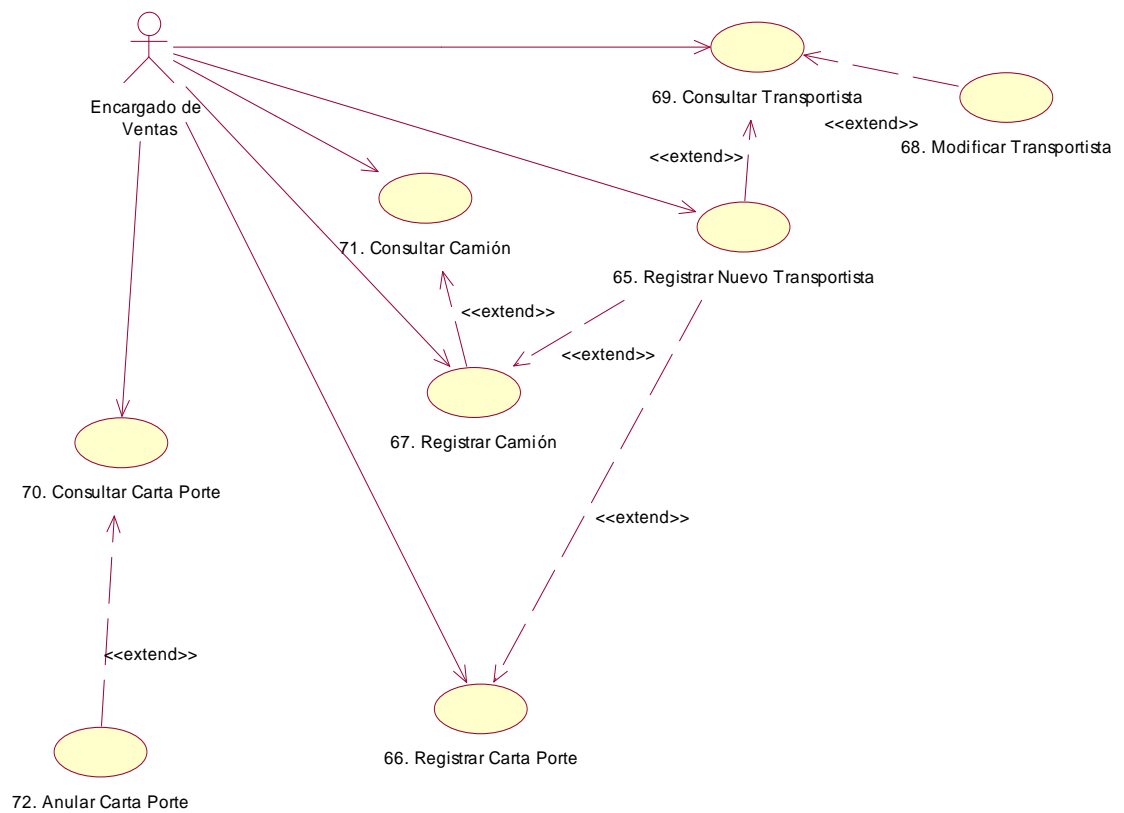 Encargado de
Ventas
69. Consultar Transportista
<<extend>>
68. Modificar Transportista
<<extend>>
71. Consultar Camión
65. Registrar Nuevo Transportista
<<extend>>
<<extend>>
67. Registrar Camión
70. Consultar Carta Porte
<<extend>>
<<extend>>
66. Registrar Carta Porte
72. Anular Carta Porte